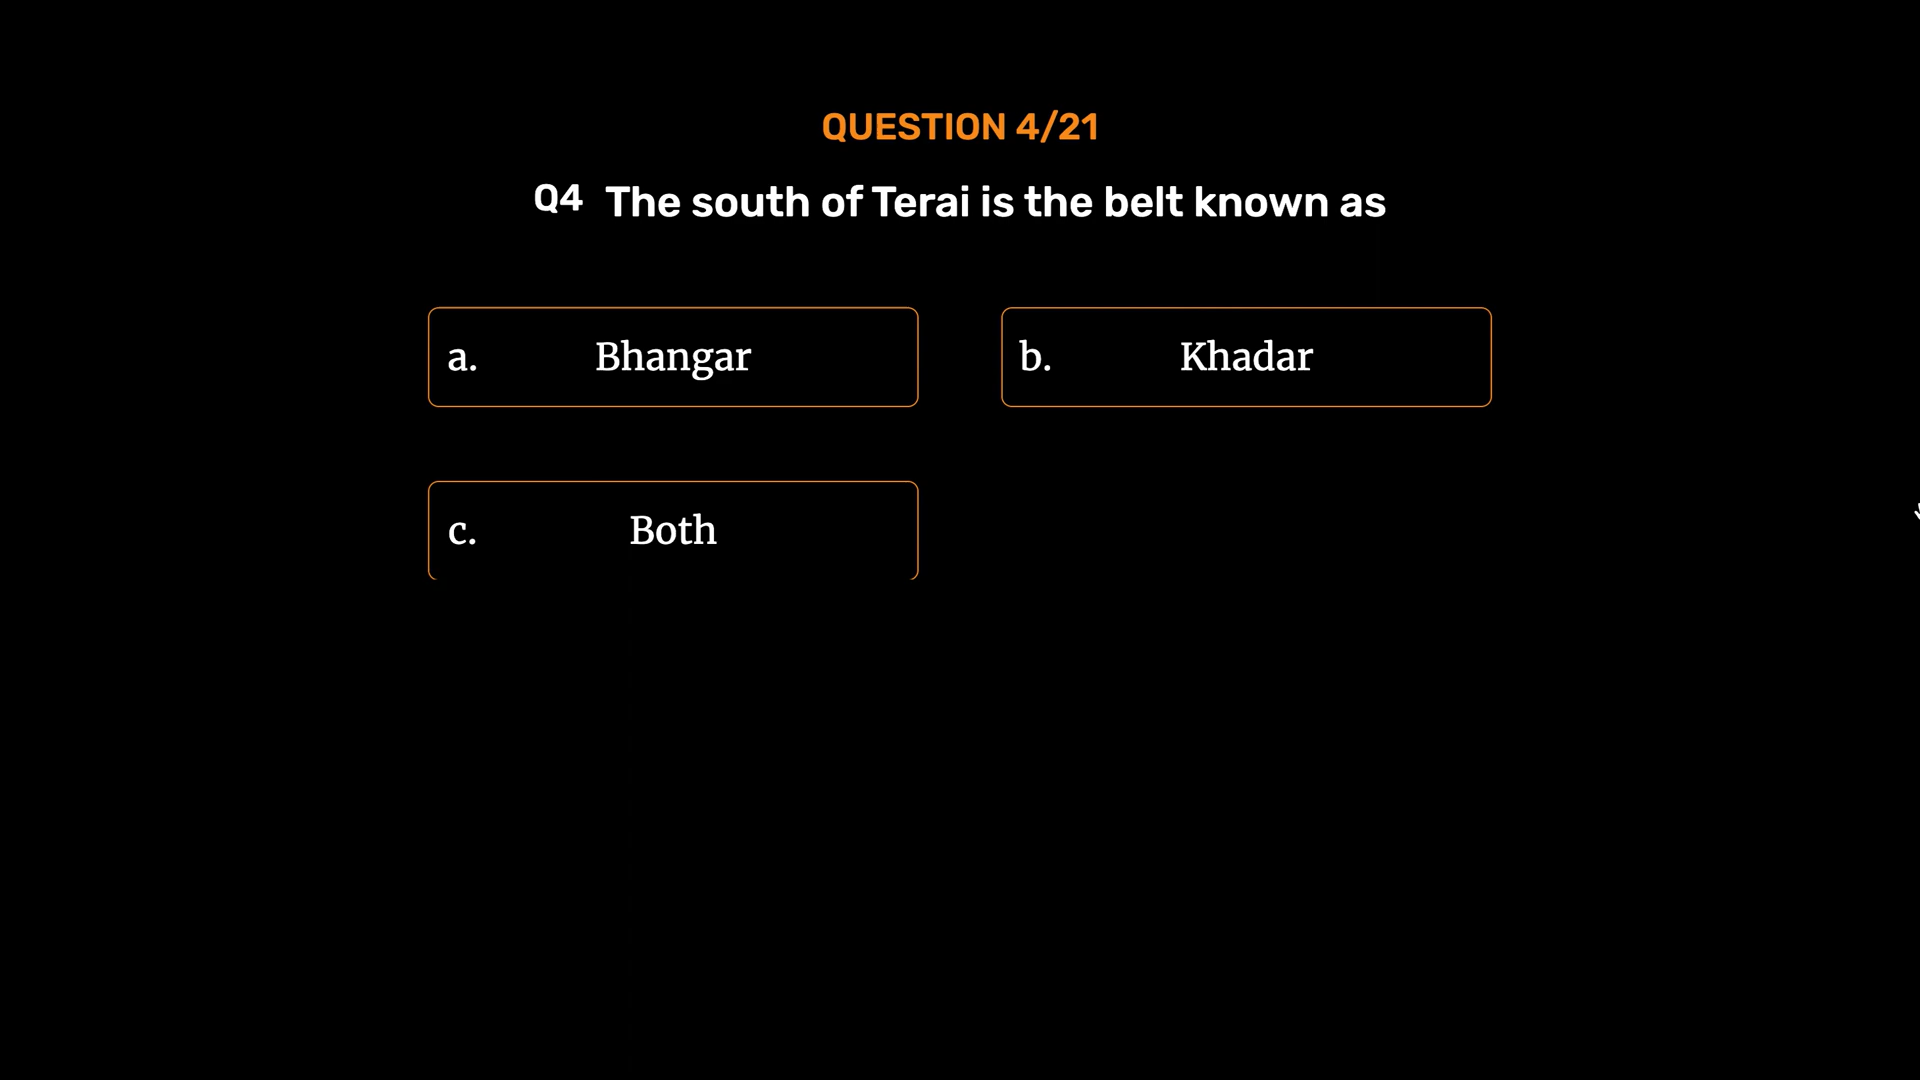 QUESTION 4/21
Q4 The south of Terai is the belt known as
a. Bhangar
b. Khadar
c. Both